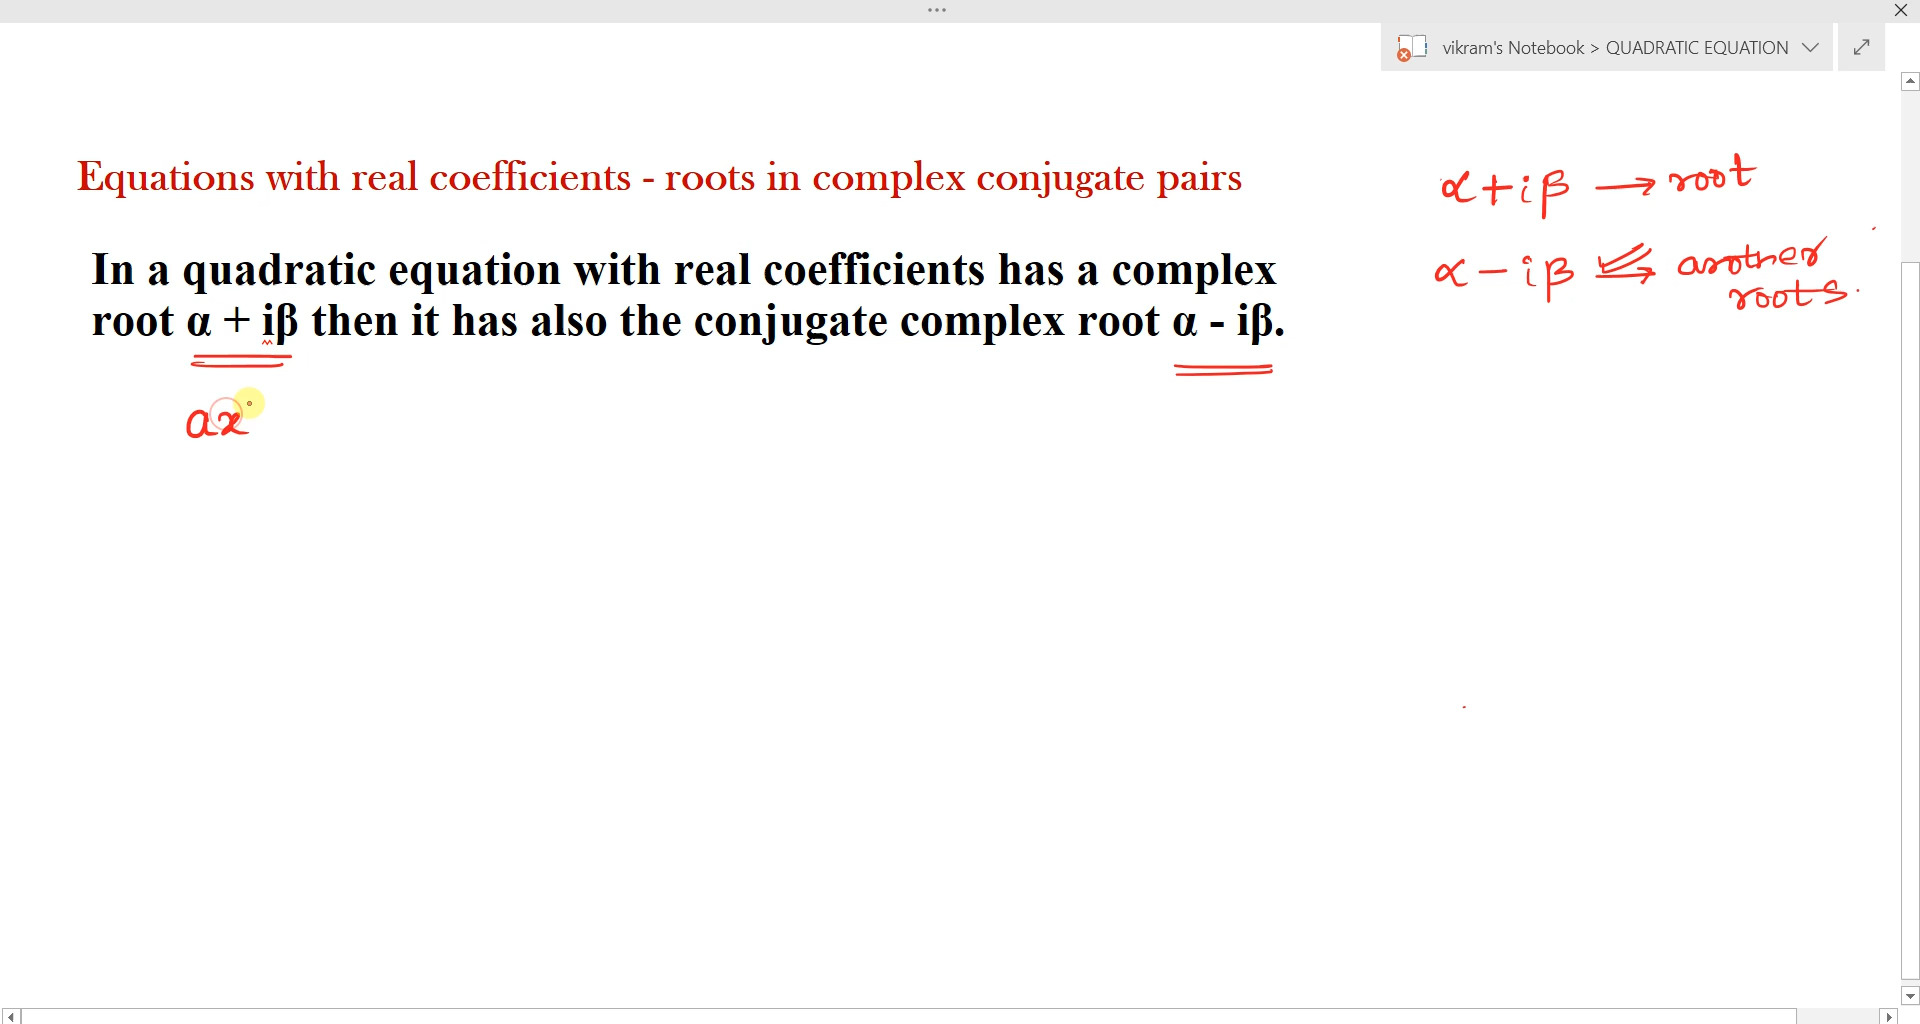 vikram's Notebook > QUADRATIC EQUATION
Equations with real coefficients - roots in complex conjugate pairs
In a quadratic equation with real coefficients has a complex
root α + iβ then it has also the conjugate complex root α - iβ.
α+iβ → root
α-iβ ⇒ another
roots.
ax